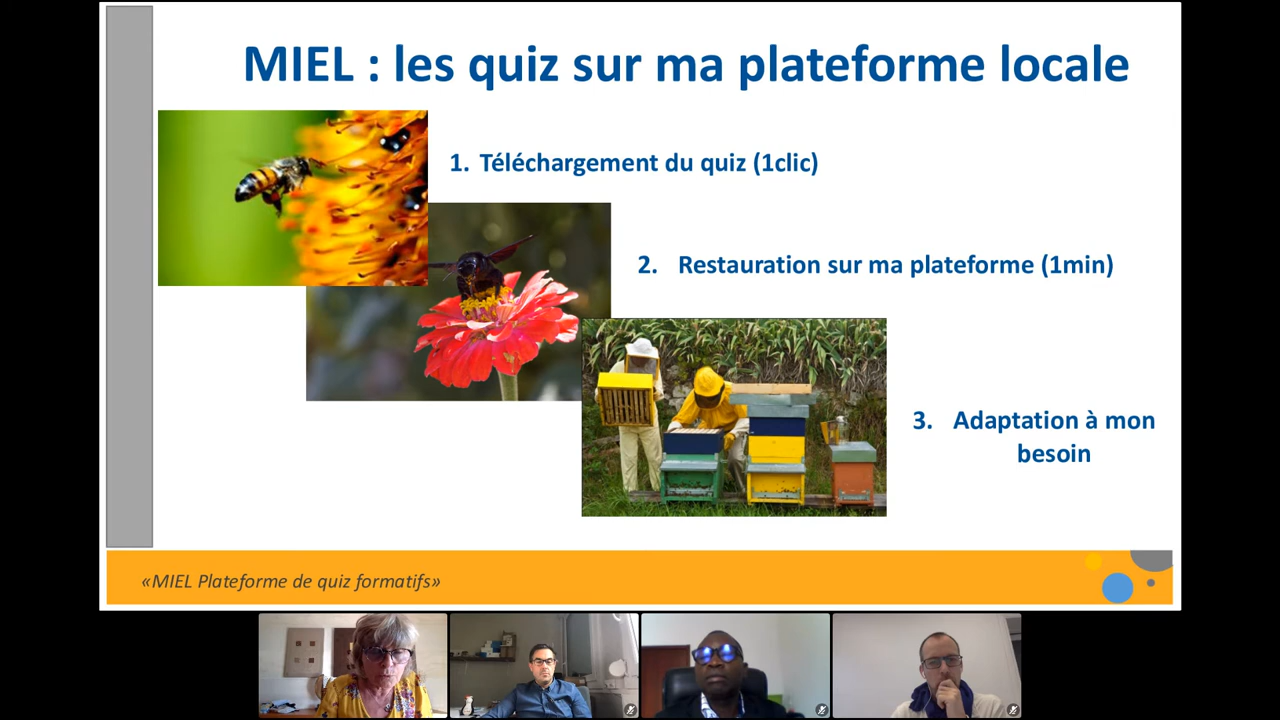 MIEL : les quiz sur ma plateforme locale
1. Téléchargement du quiz (1clic)
2. Restauration sur ma plateforme (1min)
3. Adaptation à mon
besoin
«MIEL Plateforme de quiz formatifs»